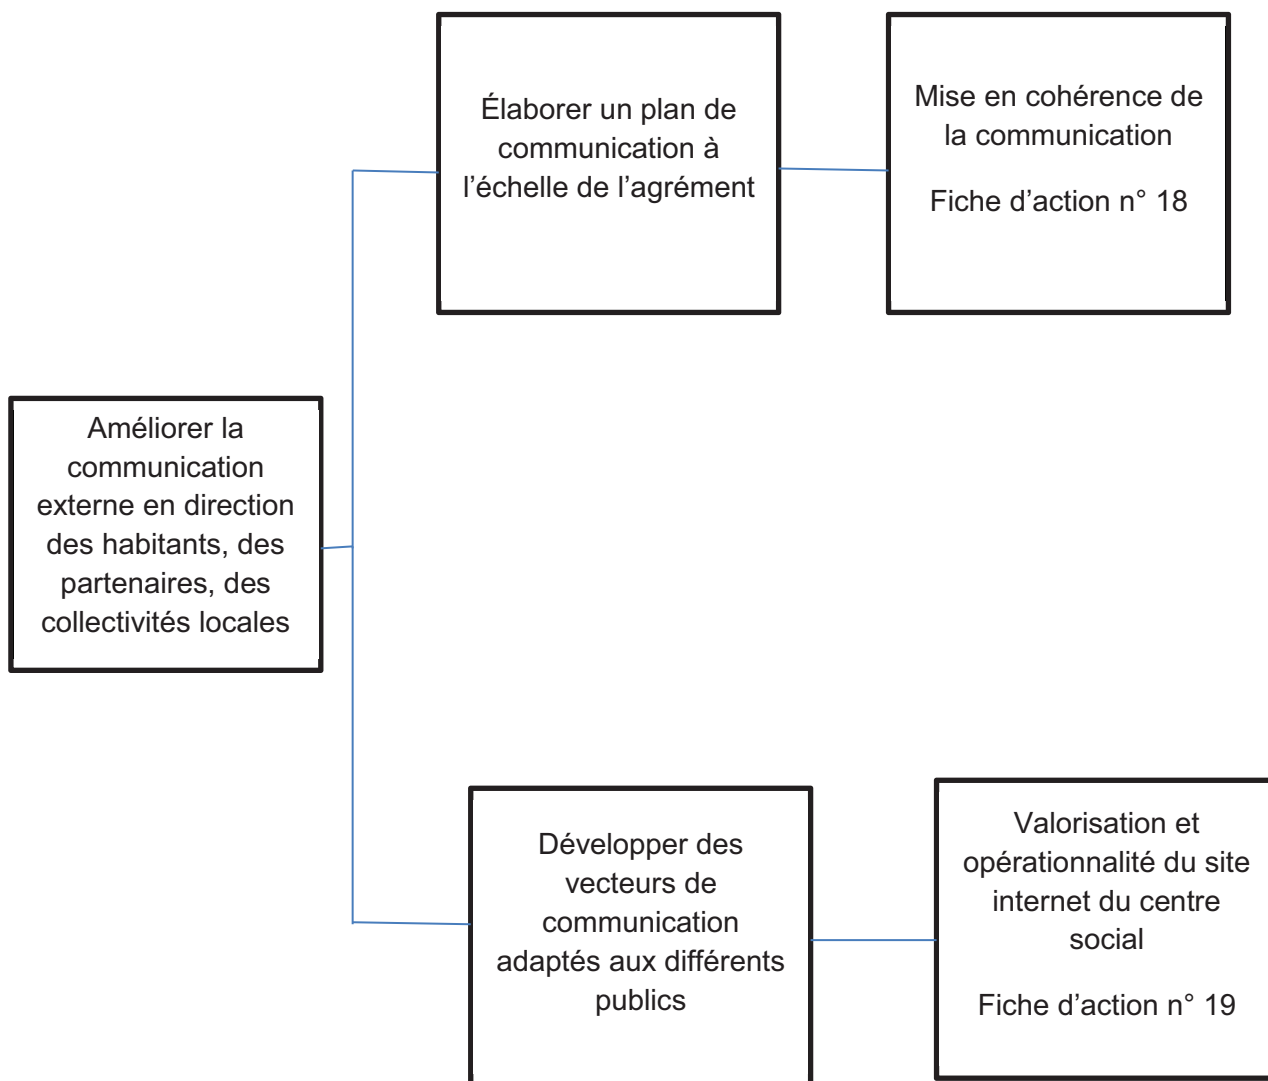 Élaborer un plan de
communication à
l’échelle de l’agrément
Mise en cohérence de
la communication
Fiche d’action n° 18
Améliorer la
communication
externe en direction
des habitants, des
partenaires, des
collectivités locales
Développer des
vecteurs de
communication
adaptés aux différents
publics
Valorisation et
opérationnalité du site
internet du centre
social
Fiche d’action n° 19